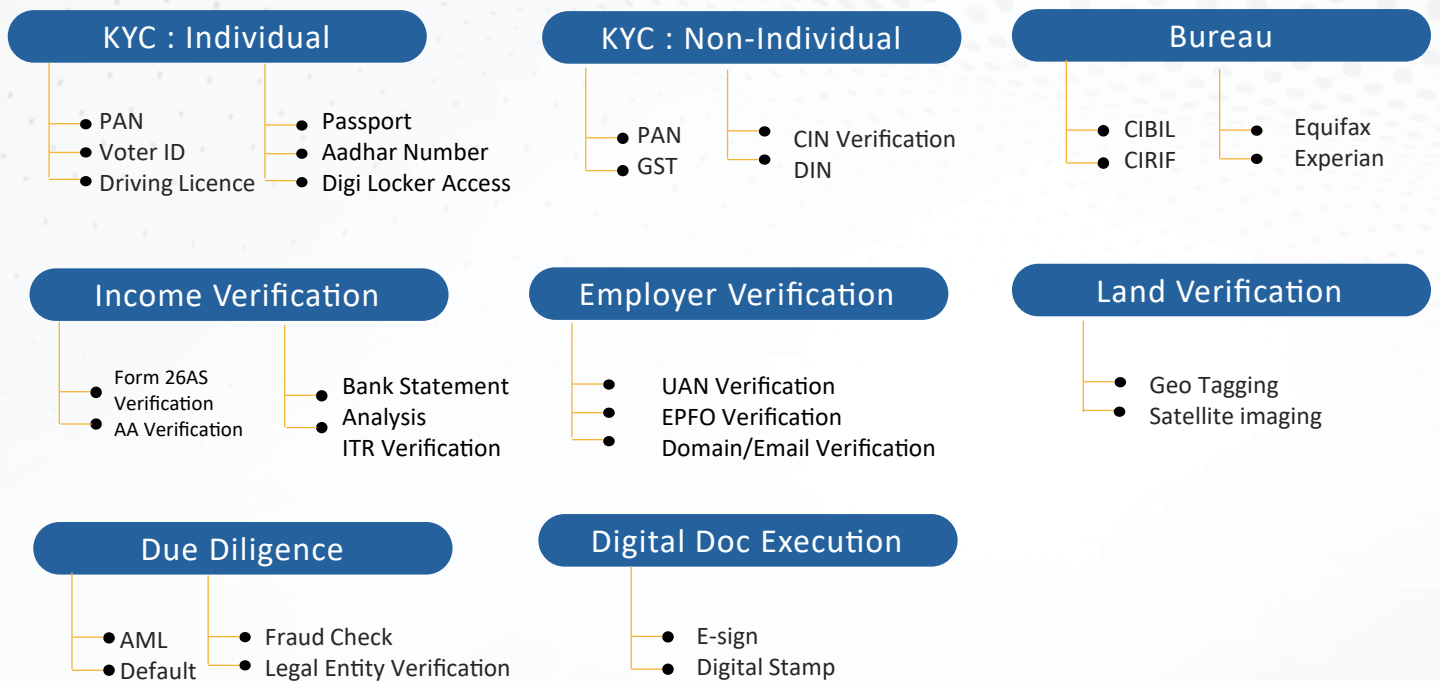 KYC : Individual
PAN
Voter ID
Driving Licence
Passport
Aadhar Number
Digi Locker Access
KYC : Non-Individual
PAN
GST
CIN Verification
DIN
Bureau
CIBIL
CIRIF
Equifax
Experian
Income Verification
Form 26AS
Verification
AA Verification
Bank Statement
Analysis
ITR Verification
Employer Verification
UAN Verification
EPFO Verification
Domain/Email Verification
Land Verification
Geo Tagging
Satellite imaging
Due Diligence
AML
Default
Fraud Check
Legal Entity Verification
Digital Doc Execution
E-sign
Digital Stamp